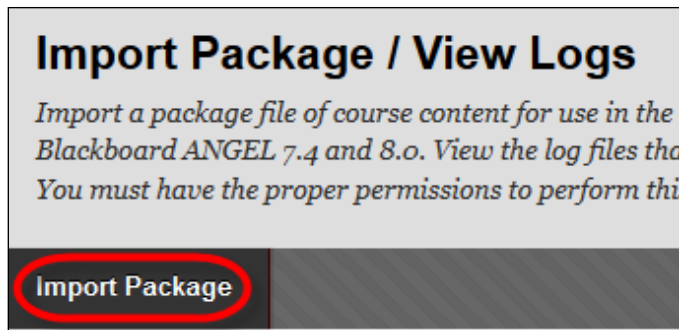 Import Package / View Logs
Import a package file of course content for use in the
Blackboard ANGEL 7.4 and 8.0. View the log files
You must have the proper permissions to perform
Import Package